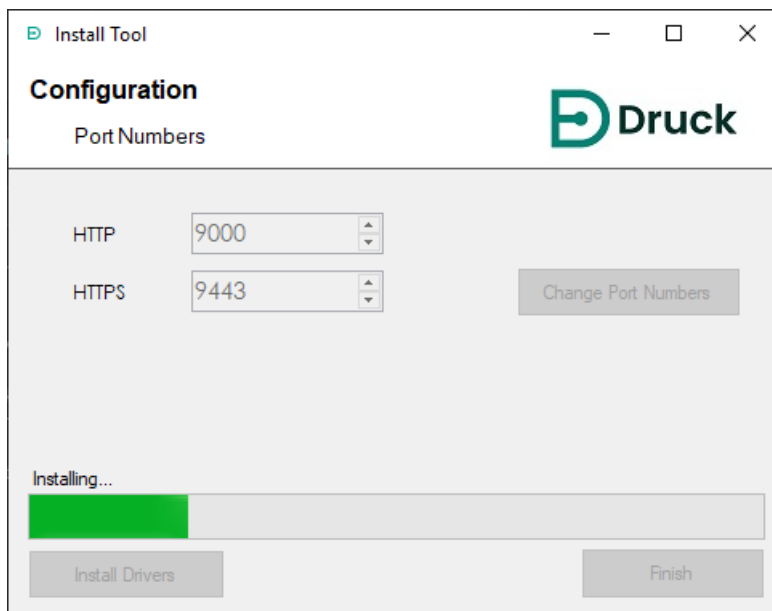 Install Tool
Configuration
Port Numbers
Druck
HTTP 9000
HTTPS 9443
Change Port Numbers
Installing...
Install Drivers
Finish